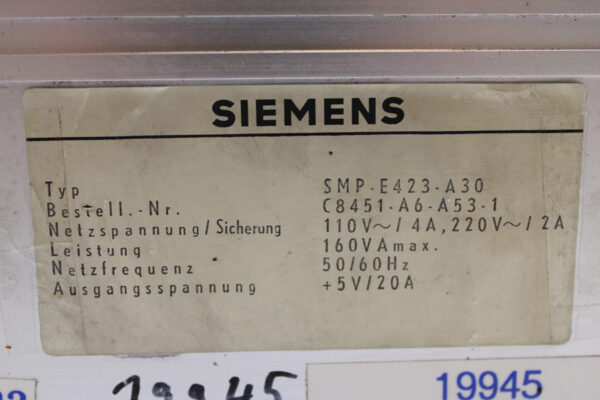 SIEMENS
Typ SMP-E423-A30
Bestell.-Nr. C8451-A6-A53-1
Netzspannung/Sicherung 110V~/4A, 220V~/2A
Leistung 160VAmax.
Netzfrequenz 50/60Hz
Ausgangsspannung +5V/20A
19945
19945